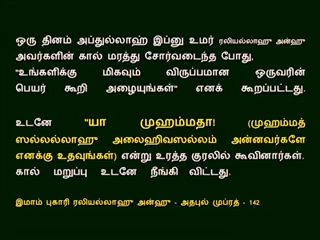 ஒரு தினம் அப்துல்லாஹ் இப்னு உமர் ரலியல்லாஹு அன்ஹு
அவர்களின் கால் மரத்து சோர்வடைந்த போது,
"உங்களிக்கு மிகவும் விருப்பமான ஒருவரின்
பெயர் கூறி அழையுங்கள்" எனக் கூறப்பட்டது.
உடனே "யா முஹம்மதா! (முஹம்மத்
ஸல்லல்லாஹு அலைஹிவஸல்லம் அன்னவர்களே
எனக்கு உதவுங்கள்) என்று உரத்த குரலில் கூவினார்கள்.
கால் மறுப்பு உடனே நீங்கி விட்டது.
இமாம் புகாரி ரலியல்லாஹு அன்ஹு - அதபுல் முப்ரத் - 142